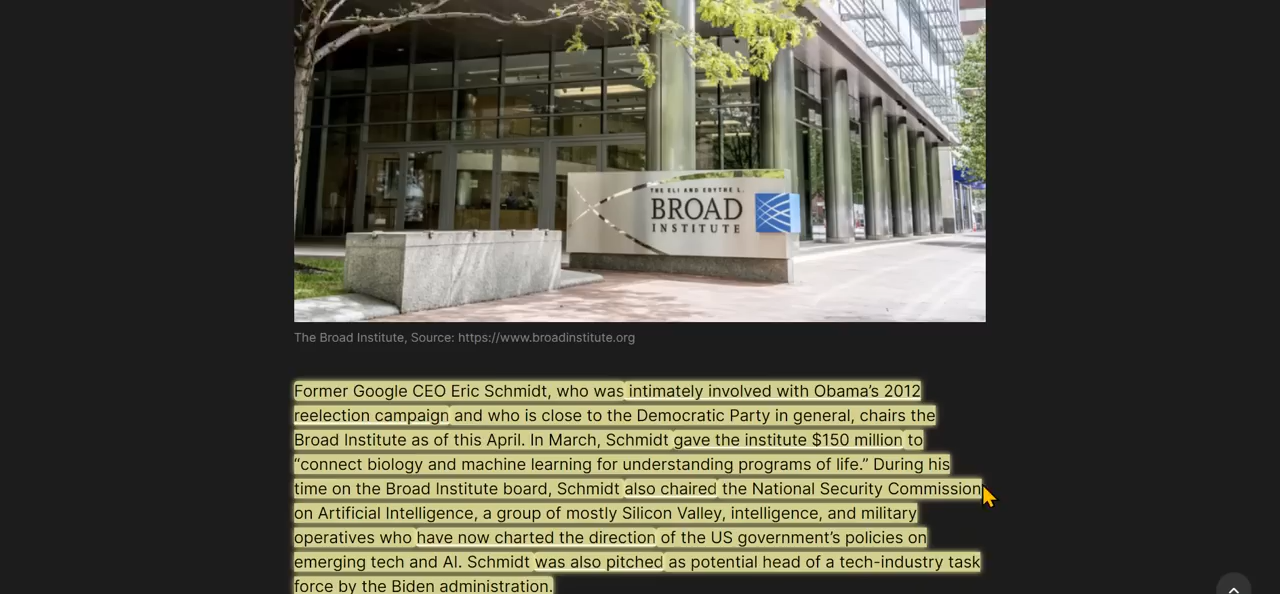 THE ELI AND EDYTHE L.
BROAD
INSTITUTE
The Broad Institute, Source: https://www.broadinstitute.org
Former Google CEO Eric Schmidt, who was intimately involved with Obama’s 2012
reelection campaign and who is close to the Democratic Party in general, chairs the
Broad Institute as of this April. In March, Schmidt gave the institute $150 million to
“connect biology and machine learning for understanding programs of life.” During his
time on the Broad Institute board, Schmidt also chaired the National Security Commission
on Artificial Intelligence, a group of mostly Silicon Valley, intelligence, and military
operatives who have now charted the direction of the US government’s policies on
emerging tech and AI. Schmidt was also pitched as potential head of a tech-industry task
force by the Biden administration.